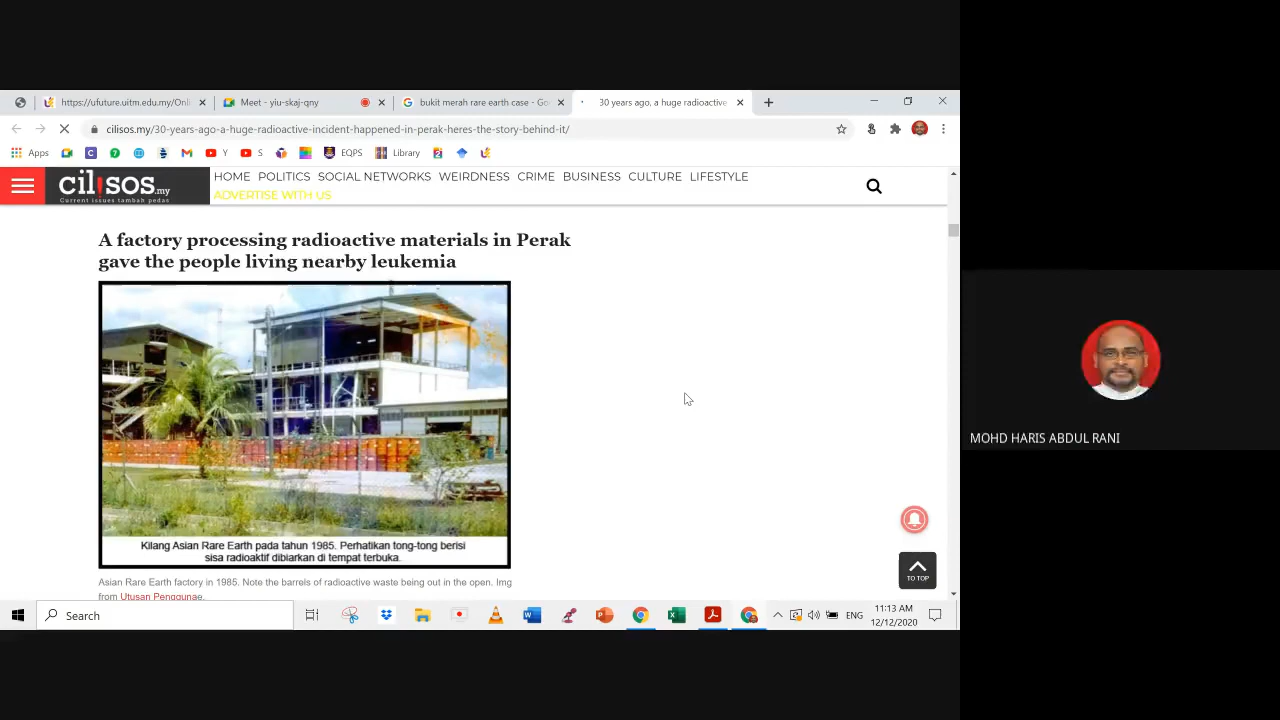 https://ufuture.uitm.edu.my/Onl
Meet - yiu-skaj-qny
bukit merah rare earth case - Go
30 years ago, a huge radioactive
cilisos.my/30-years-ago-a-huge-radioactive-incident-happened-in-perak-heres-the-story-behind-it/
Apps
C
Y
S
EQPS
Library
cilisos.my
Current issues tambah pedas
HOME POLITICS SOCIAL NETWORKS WEIRDNESS CRIME BUSINESS CULTURE LIFESTYLE
ADVERTISE WITH US
A factory processing radioactive materials in Perak
gave the people living nearby leukemia
Kilang Asian Rare Earth pada tahun 1985. Perhatikan tong-tong berisi
sisa radioaktif dibiarkan di tempat terbuka.
Asian Rare Earth factory in 1985. Note the barrels of radioactive waste being out in the open. Img
from Utusan Penggunae.
TO TOP
MOHD HARIS ABDUL RANI
Search
ENG
11:13 AM
12/12/2020